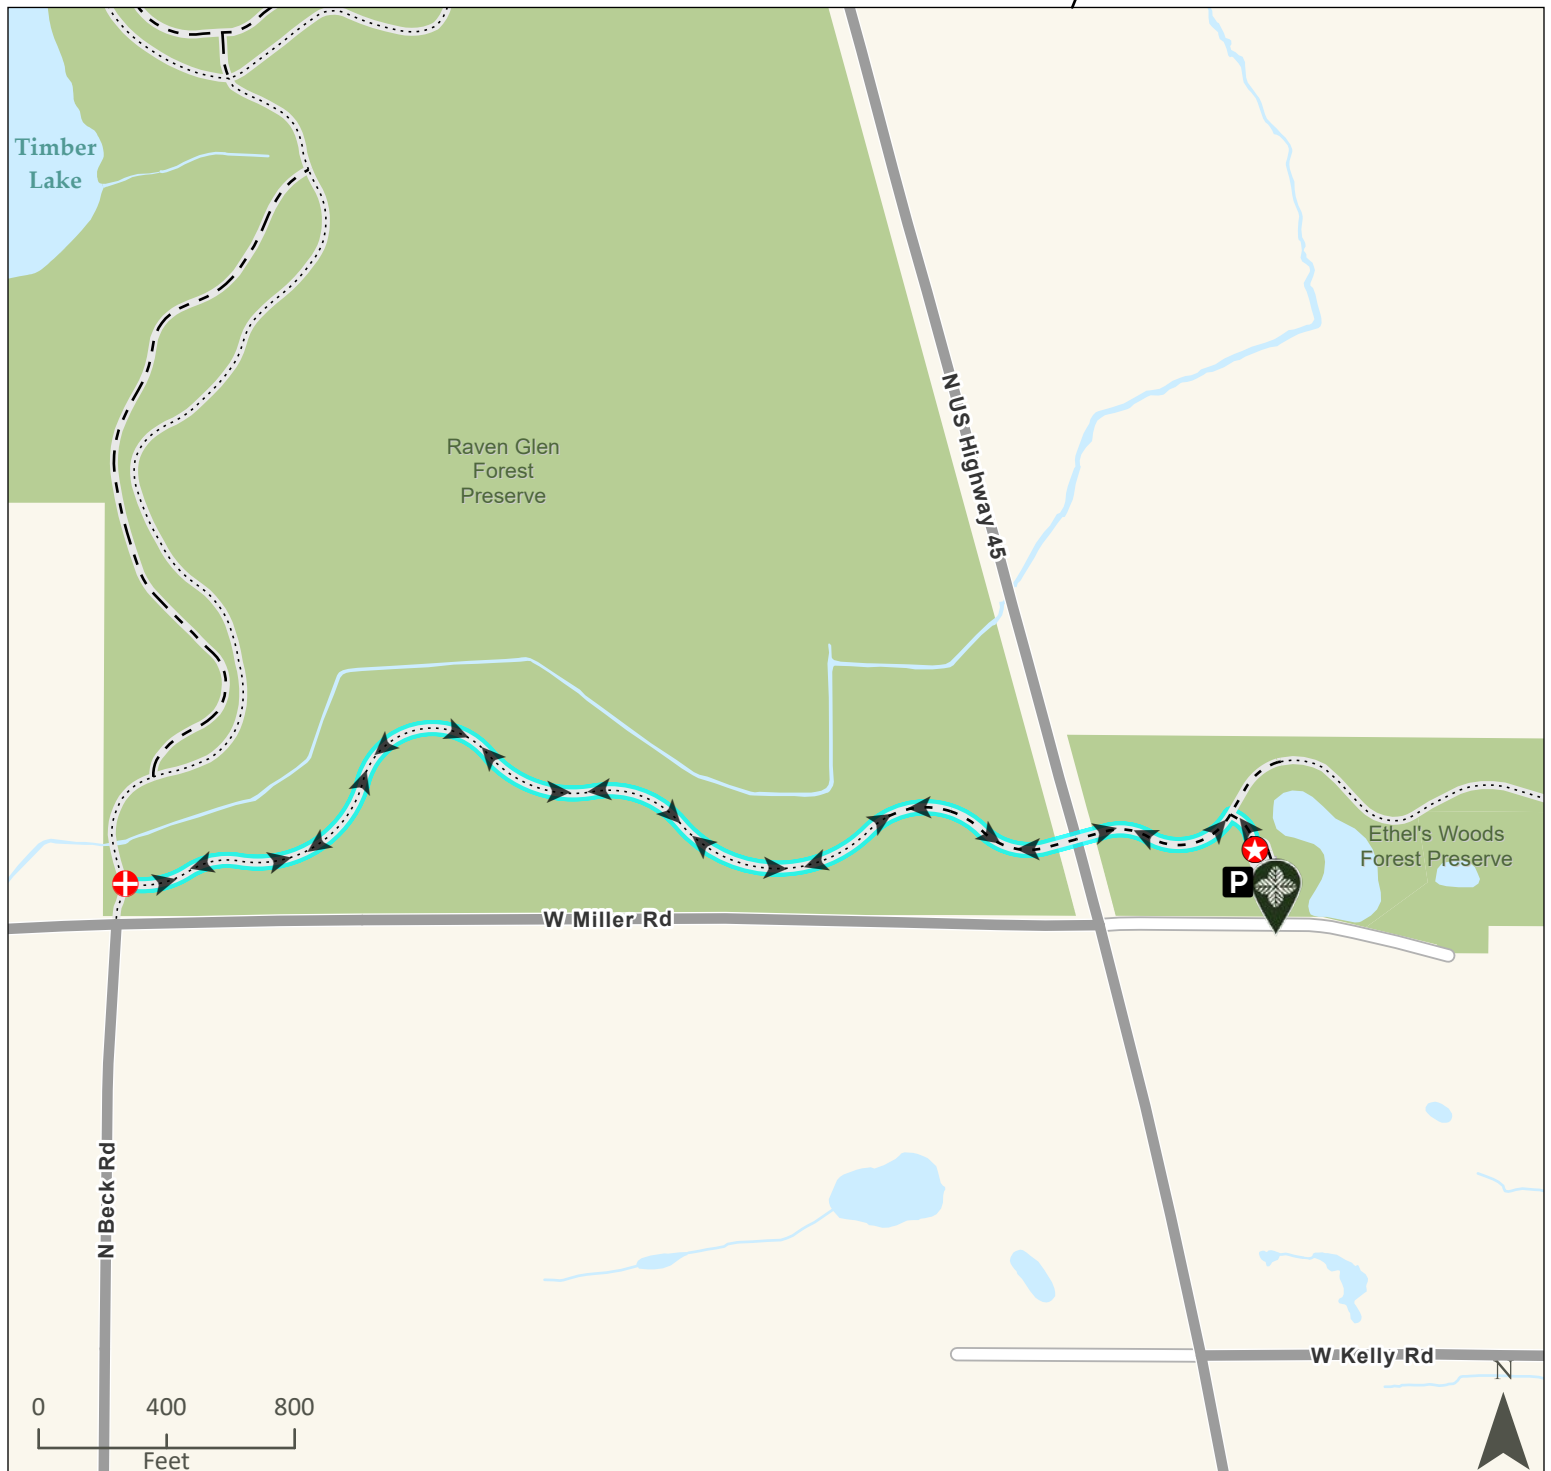 Timber
Lake
Raven Glen
Forest
Preserve
N US Highway 45
Ethel's Woods
Forest Preserve
P
W Miller Rd
N Beck Rd
W Kelly Rd
N
0 400 800
Feet